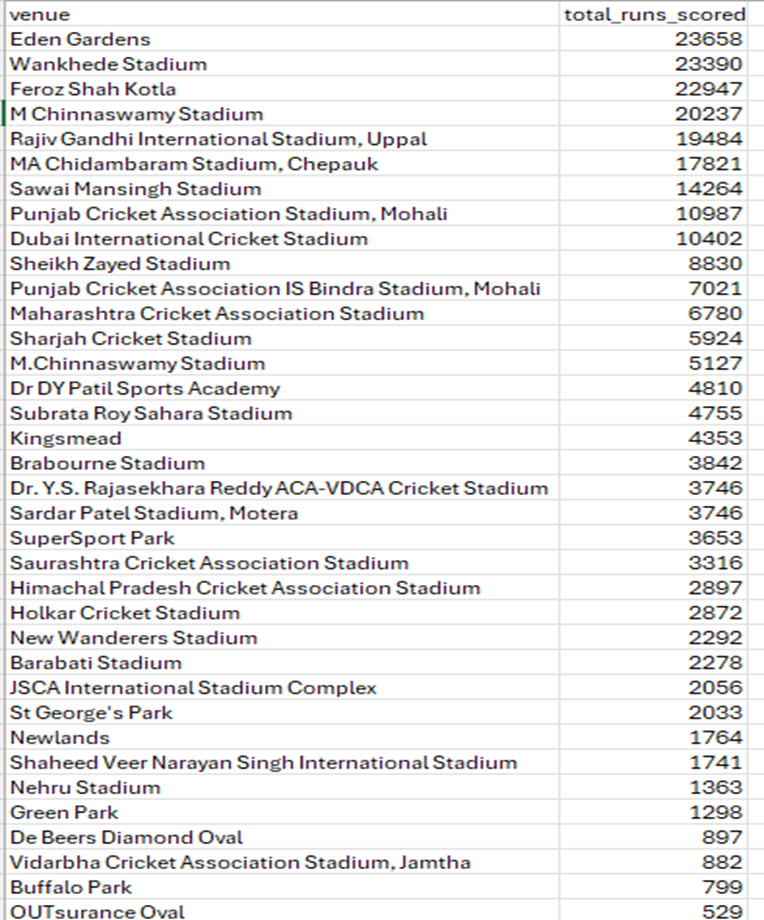 venue total_runs_scored
Eden Gardens 23658
Wankhede Stadium 23390
Feroz Shah Kotla 22947
M Chinnaswamy Stadium 20237
Rajiv Gandhi International Stadium, Uppal 19484
MA Chidambaram Stadium, Chepauk 17821
Sawai Mansingh Stadium 14264
Punjab Cricket Association Stadium, Mohali 10987
Dubai International Cricket Stadium 10402
Sheikh Zayed Stadium 8830
Punjab Cricket Association IS Bindra Stadium, Mohali 7021
Maharashtra Cricket Association Stadium 6780
Sharjah Cricket Stadium 5924
M.Chinnaswamy Stadium 5127
Dr DY Patil Sports Academy 4810
Subrata Roy Sahara Stadium 4755
Kingsmead 4353
Brabourne Stadium 3842
Dr. Y.S. Rajasekhara Reddy ACA-VDCA Cricket Stadium 3746
Sardar Patel Stadium, Motera 3746
SuperSport Park 3653
Saurashtra Cricket Association Stadium 3316
Himachal Pradesh Cricket Association Stadium 2897
Holkar Cricket Stadium 2872
New Wanderers Stadium 2292
Barabati Stadium 2278
JSCA International Stadium Complex 2056
St George's Park 2033
Newlands 1764
Shaheed Veer Narayan Singh International Stadium 1741
Nehru Stadium 1363
Green Park 1298
De Beers Diamond Oval 897
Vidarbha Cricket Association Stadium, Jamtha 882
Buffalo Park 799
OUTsurance Oval 529